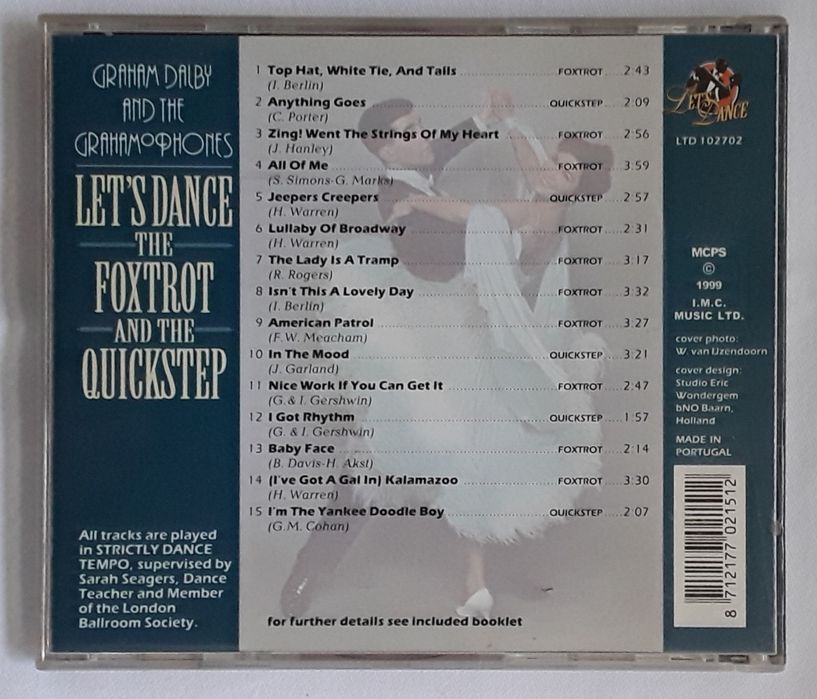 GRAHAM DALBY
AND THE
GRAHAMOPHONES
LET'S DANCE
THE
FOXTROT
AND THE
QUICKSTEP
All tracks are played
in STRICTLY DANCE
TEMPO, supervised by
Sarah Seagers, Dance
Teacher and Member
of the London
Ballroom Society.
1 Top Hat, White Tie, And Tails FOXTROT 2:43
(I. Berlin)
2 Anything Goes QUICKSTEP 2:09
(C. Porter)
3 Zing! Went The Strings Of My Heart FOXTROT 2:56
(J. Hanley)
4 All Of Me FOXTROT 3:59
(S. Simons-G. Marks)
5 Jeepers Creepers QUICKSTEP 2:57
(H. Warren)
6 Lullaby Of Broadway FOXTROT 2:31
(H. Warren)
7 The Lady Is A Tramp FOXTROT 3:17
(R. Rogers)
8 Isn't This A Lovely Day FOXTROT 3:32
(I. Berlin)
9 American Patrol FOXTROT 3:27
(F.W. Meacham)
10 In The Mood QUICKSTEP 3:21
(J. Garland)
11 Nice Work If You Can Get It FOXTROT 2:47
(G. & I. Gershwin)
12 I Got Rhythm QUICKSTEP 1:57
(G. & I. Gershwin)
13 Baby Face FOXTROT 2:14
(B. Davis-H. Akst)
14 (I've Got A Gal In) Kalamazoo FOXTROT 3:30
(H. Warren)
15 I'm The Yankee Doodle Boy QUICKSTEP 2:07
(G.M. Cohan)
for further details see included booklet
LET'S
DANCE
LTD 102702
MCPS
©
1999
I.M.C.
MUSIC LTD.
cover photo:
W. van IJzendoorn
cover design:
Studio Eric
Wondergem
bNO Baarn,
Holland
MADE IN
PORTUGAL
8 712177 021512